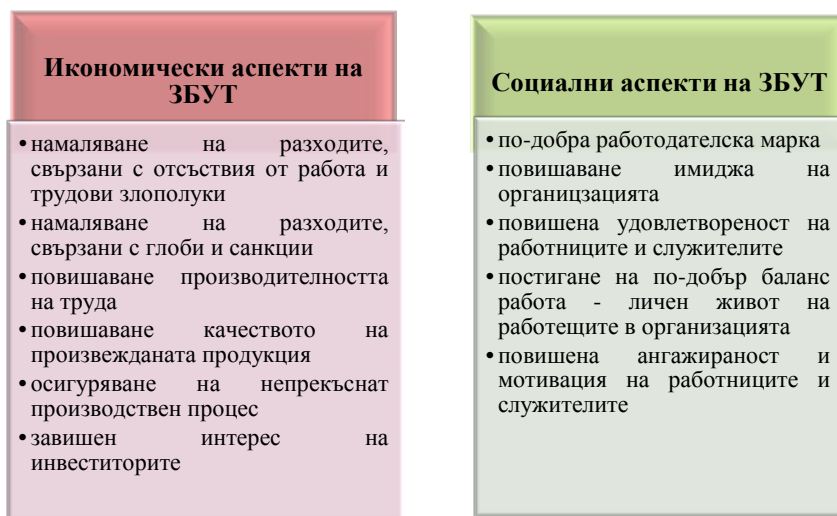 Икономически аспекти на
ЗБУТ
•намаляване на разходите,
свързани с отсъствия от работа и
трудови злополуки
•намаляване на разходите,
свързани с глоби и санкции
•повишаване производителността
на труда
•повишаване качеството на
произвежданата продукция
•осигуряване на непрекъснат
производствен процес
•завишен интерес на
инвеститорите
Социални аспекти на ЗБУТ
•по-добра работодателска марка
•повишаване имиджа на
органицзацията
•повишена удовлетвореност на
работниците и служителите
•постигане на по-добър баланс
работа - личен живот на
работещите в организацията
•повишена ангажираност и
мотивация на работниците и
служителите